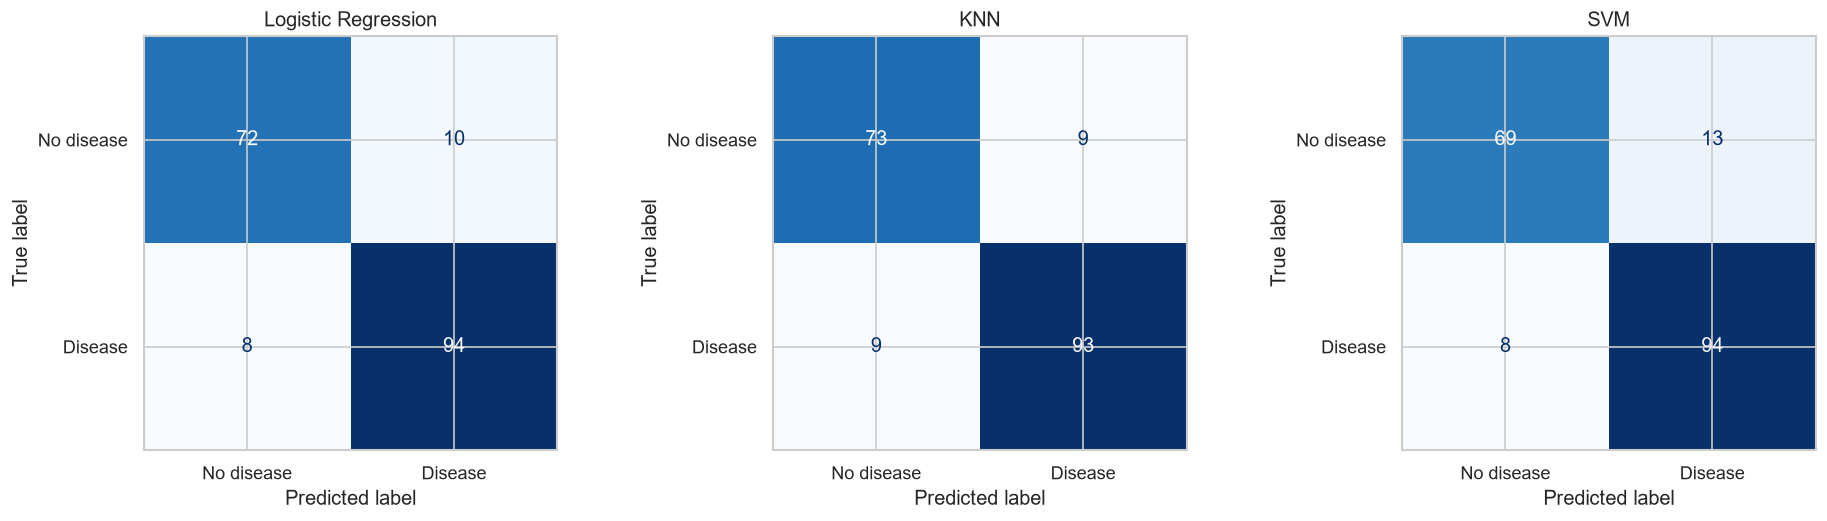 Logistic Regression
No disease
72
10
Disease
8
94
True label
No disease
Disease
Predicted label
KNN
No disease
73
9
Disease
9
93
True label
No disease
Disease
Predicted label
SVM
No disease
69
13
Disease
8
94
True label
No disease
Disease
Predicted label